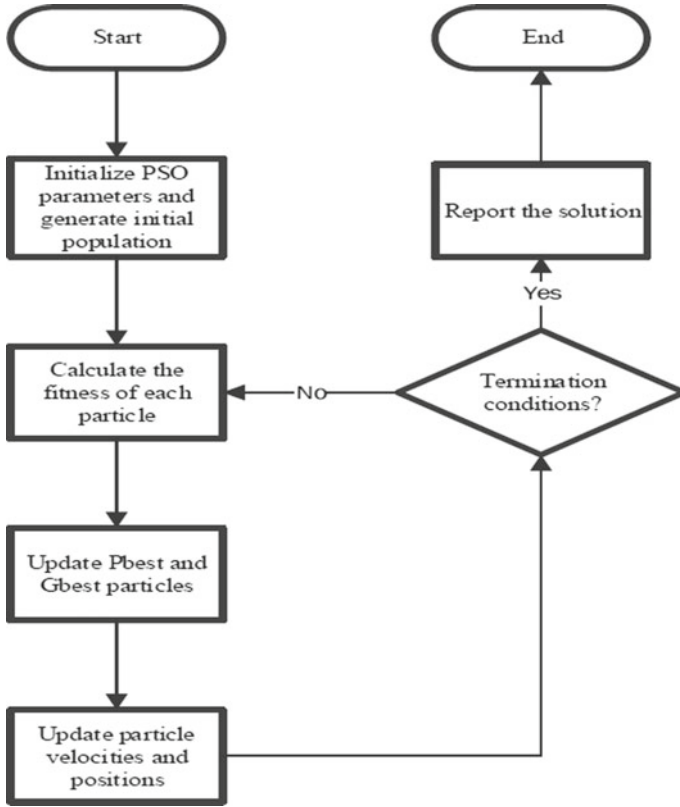 Start
Initialize PSO
parameters and
generate initial
population
Calculate the
fitness of each
particle
Update Pbest and
Gbest particles
Update particle
velocities and
positions
Termination
conditions?
No
Yes
Report the solution
End